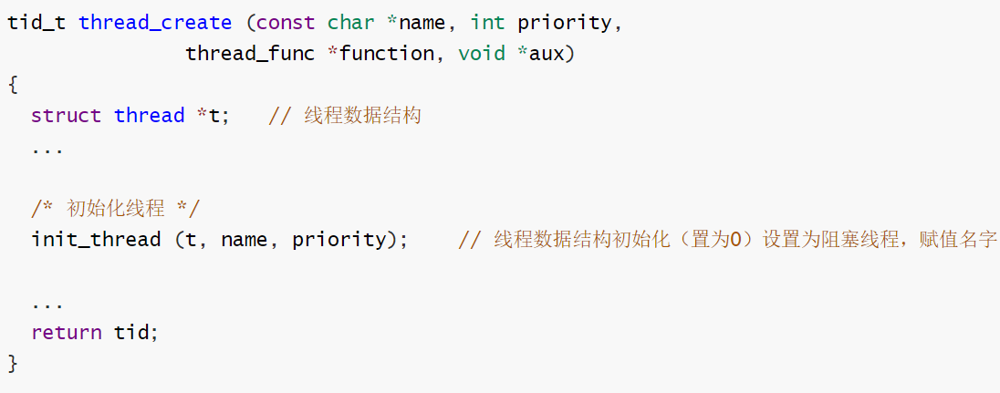 tid_t thread_create (const char *name, int priority,
thread_func *function, void *aux)
{
struct thread *t; // 线程数据结构
...
/* 初始化线程 */
init_thread (t, name, priority); // 线程数据结构初始化（置为0）设置为阻塞线程，赋值名字
...
return tid;
}